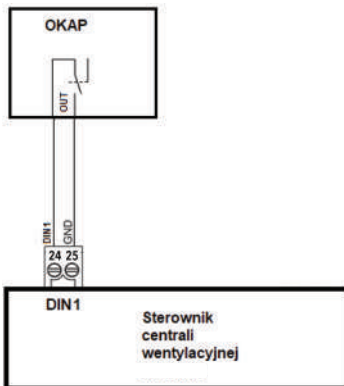 OKAP
OUT
DIN1
GND
24 25
DIN1
Sterownik
centrali
wentylacyjnej